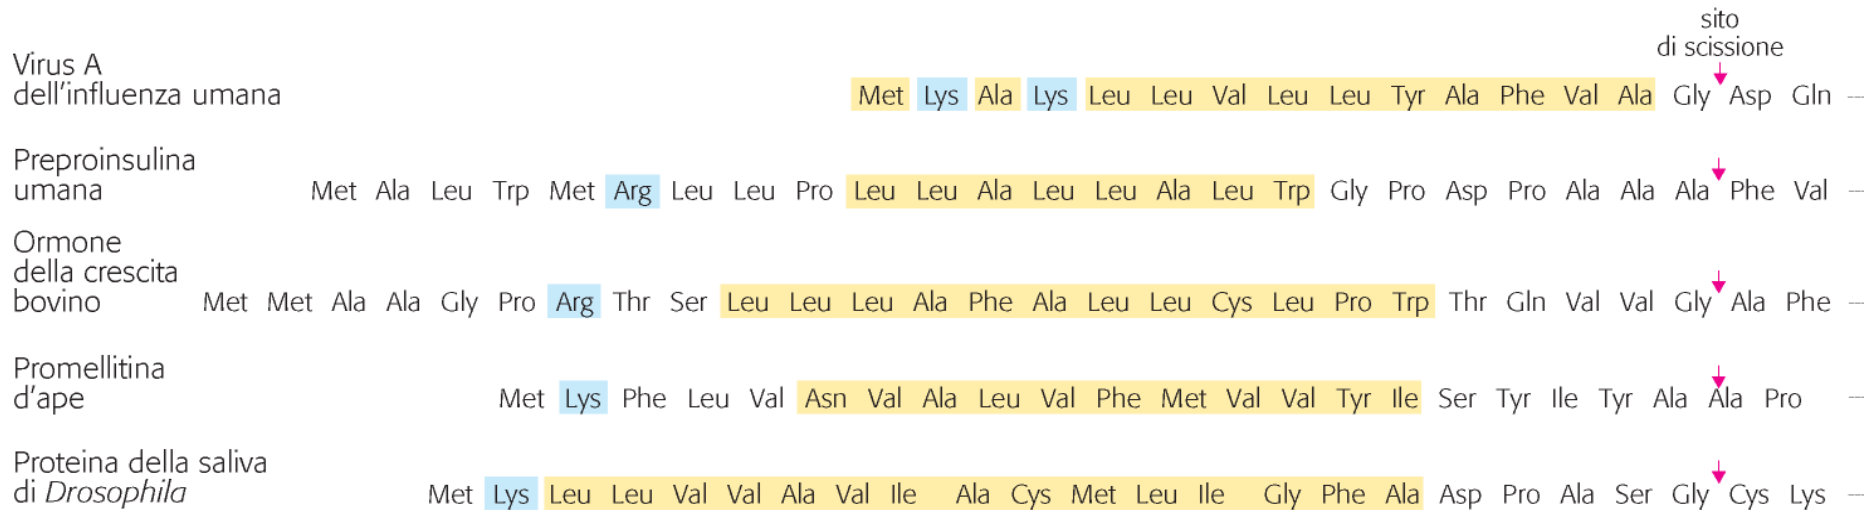 sito
di scissione
Virus A
dell'influenza umana
Met Lys Ala Lys Leu Leu Val Leu Leu Tyr Ala Phe Val Ala Gly Asp Gln
Preproinsulina
umana
Met Ala Leu Trp Met Arg Leu Leu Pro Leu Leu Ala Leu Leu Ala Leu Trp Gly Pro Asp Pro Ala Ala Ala Phe Val
Ormone
della crescita
bovino
Met Met Ala Ala Gly Pro Arg Thr Ser Leu Leu Leu Ala Phe Ala Leu Leu Cys Leu Pro Trp Thr Gln Val Val Gly Ala Phe
Promellitina
d'ape
Met Lys Phe Leu Val Asn Val Ala Leu Val Phe Met Val Val Tyr Ile Ser Tyr Ile Tyr Ala Ala Pro
Proteina della saliva
di Drosophila
Met Lys Leu Leu Val Val Ala Val Ile Ala Cys Met Leu Ile Gly Phe Ala Asp Pro Ala Ser Gly Cys Lys